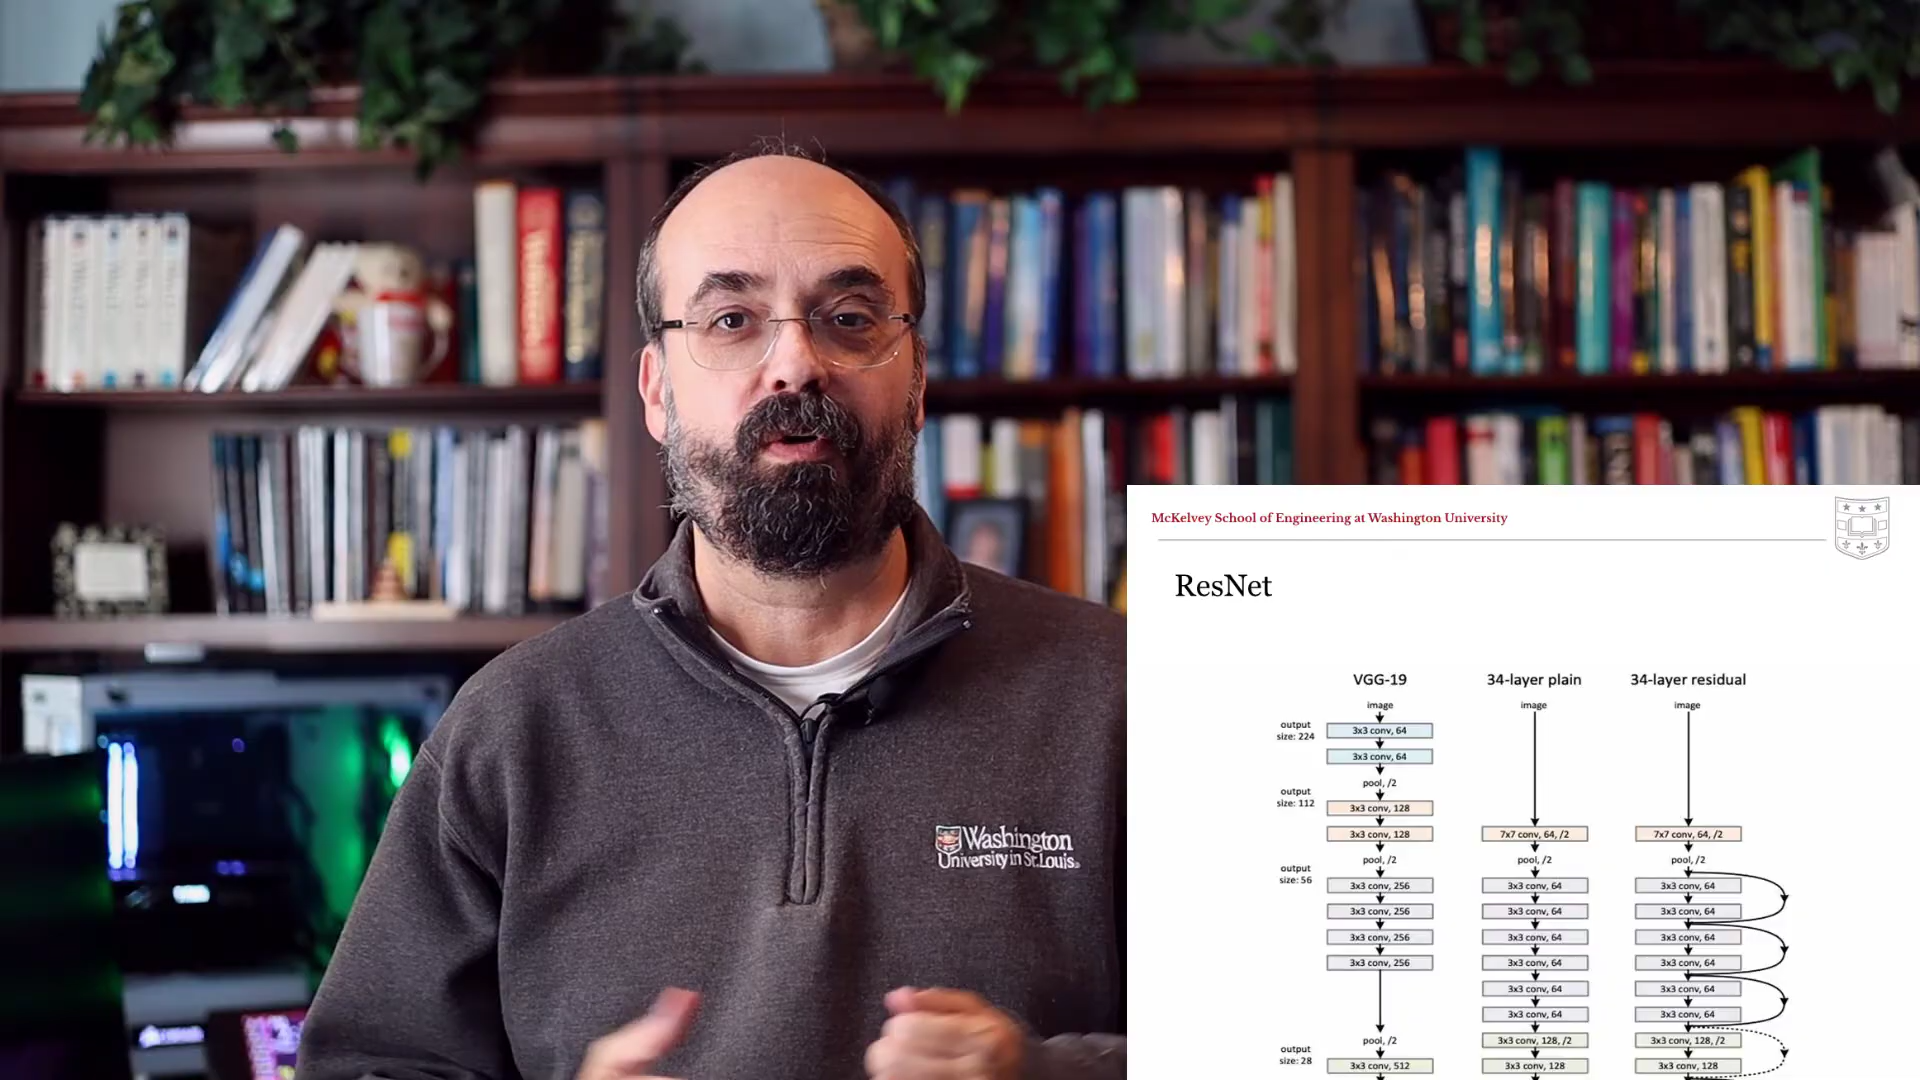 Washington
University in St. Louis
McKelvey School of Engineering at Washington University
ResNet
VGG-19
34-layer plain
34-layer residual
image
image
image
output
size: 224
3x3 conv, 64
3x3 conv, 64
pool, /2
output
size: 112
3x3 conv, 128
3x3 conv, 128
7x7 conv, 64, /2
7x7 conv, 64, /2
pool, /2
pool, /2
pool, /2
output
size: 56
3x3 conv, 256
3x3 conv, 64
3x3 conv, 64
3x3 conv, 256
3x3 conv, 64
3x3 conv, 64
3x3 conv, 256
3x3 conv, 64
3x3 conv, 64
3x3 conv, 256
3x3 conv, 64
3x3 conv, 64
3x3 conv, 64
3x3 conv, 64
3x3 conv, 64
3x3 conv, 64
pool, /2
3x3 conv, 128, /2
3x3 conv, 128, /2
output
size: 28
3x3 conv, 512
3x3 conv, 128
3x3 conv, 128